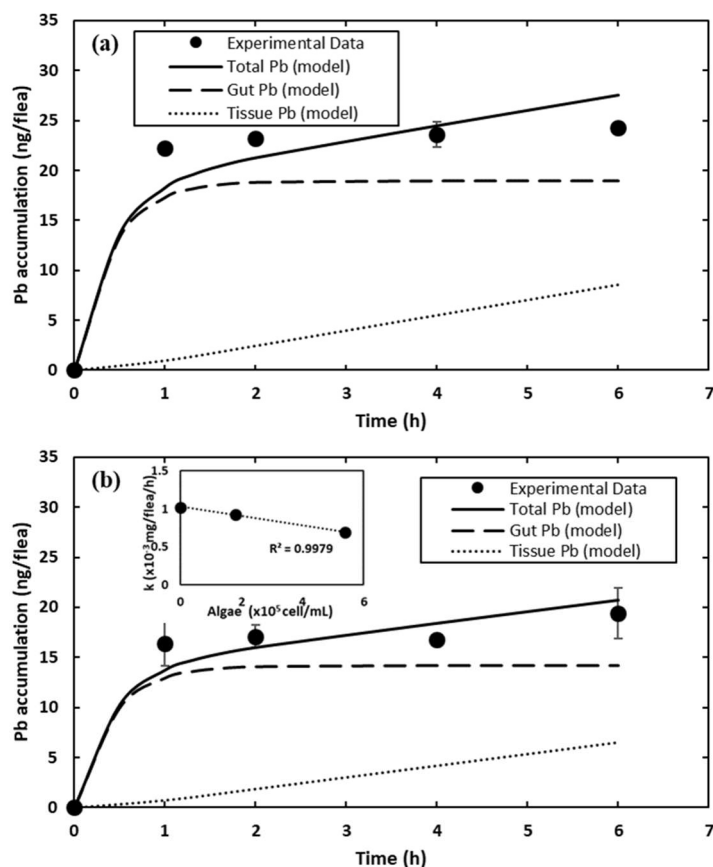 (a)
Experimental Data
Total Pb (model)
Gut Pb (model)
Tissue Pb (model)
Pb accumulation (ng/flea)
35
30
25
20
15
10
5
0
0 1 2 3 4 5 6 7
Time (h)
(b)
k (x10⁻³mg/flea/h)
1.5
1
0.5
0
R² = 0.9979
0 2 4 6
Algae (x10⁵cell/mL)
Experimental Data
Total Pb (model)
Gut Pb (model)
Tissue Pb (model)
Pb accumulation (ng/flea)
35
30
25
20
15
10
5
0
0 1 2 3 4 5 6 7
Time (h)